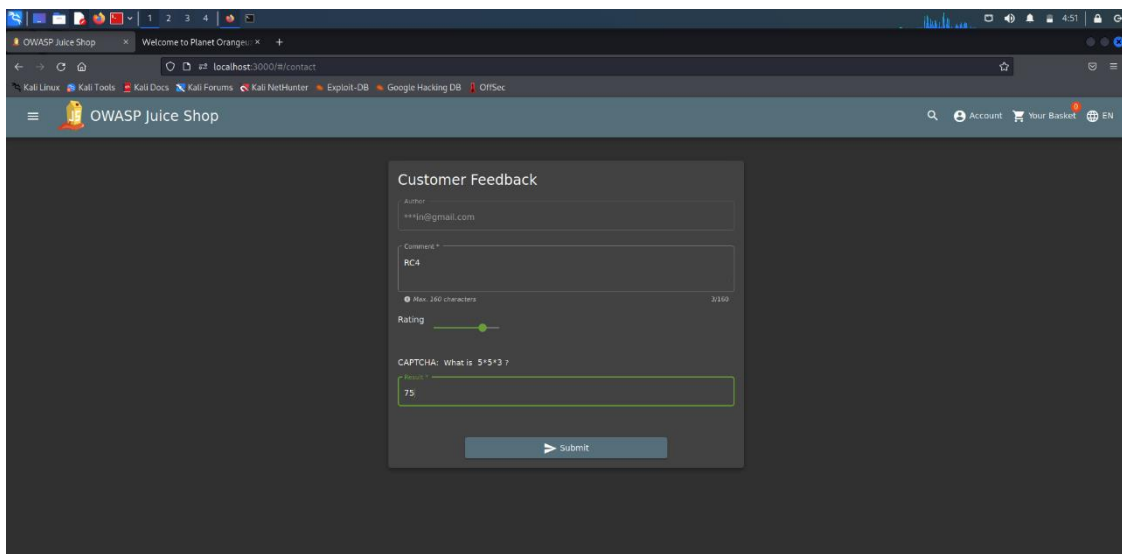 1 2 3 4
4:51
OWASP Juice Shop × Welcome to Planet Orangeu × +
localhost:3000/#/contact
Kali Linux Kali Tools Kali Docs Kali Forums Kali NetHunter Exploit-DB Google Hacking DB OffSec
OWASP Juice Shop Account Your Basket 0 EN
Customer Feedback
Author
***in@gmail.com
Comment *
RC4
Max. 160 characters 3/160
Rating
CAPTCHA: What is 5*5*3 ?
Result *
75
Submit